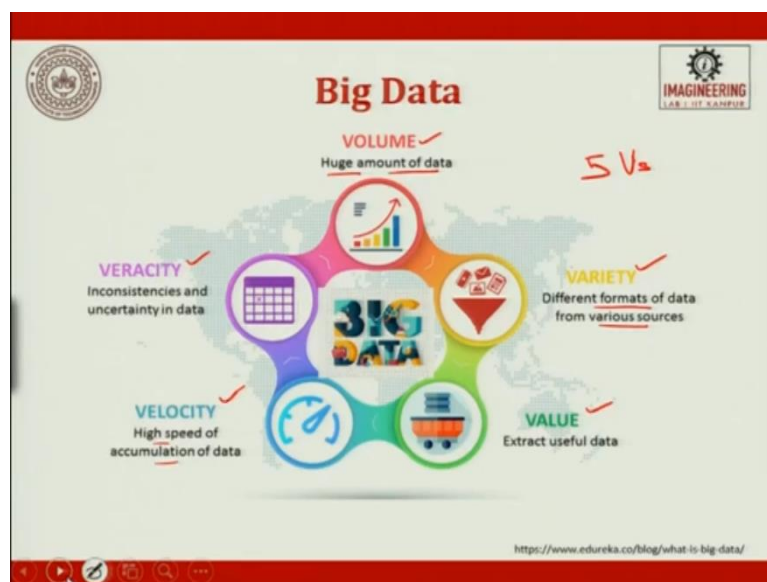 Big Data
IMAGINEERING
LAB | IIT KANPUR
VOLUME
Huge amount of data
5 Vs
VERACITY
Inconsistencies and
uncertainty in data
VARIETY
Different formats of data
from various sources
BIG
DATA
VELOCITY
High speed of
accumulation of data
VALUE
Extract useful data
https://www.edureka.co/blog/what-is-big-data/